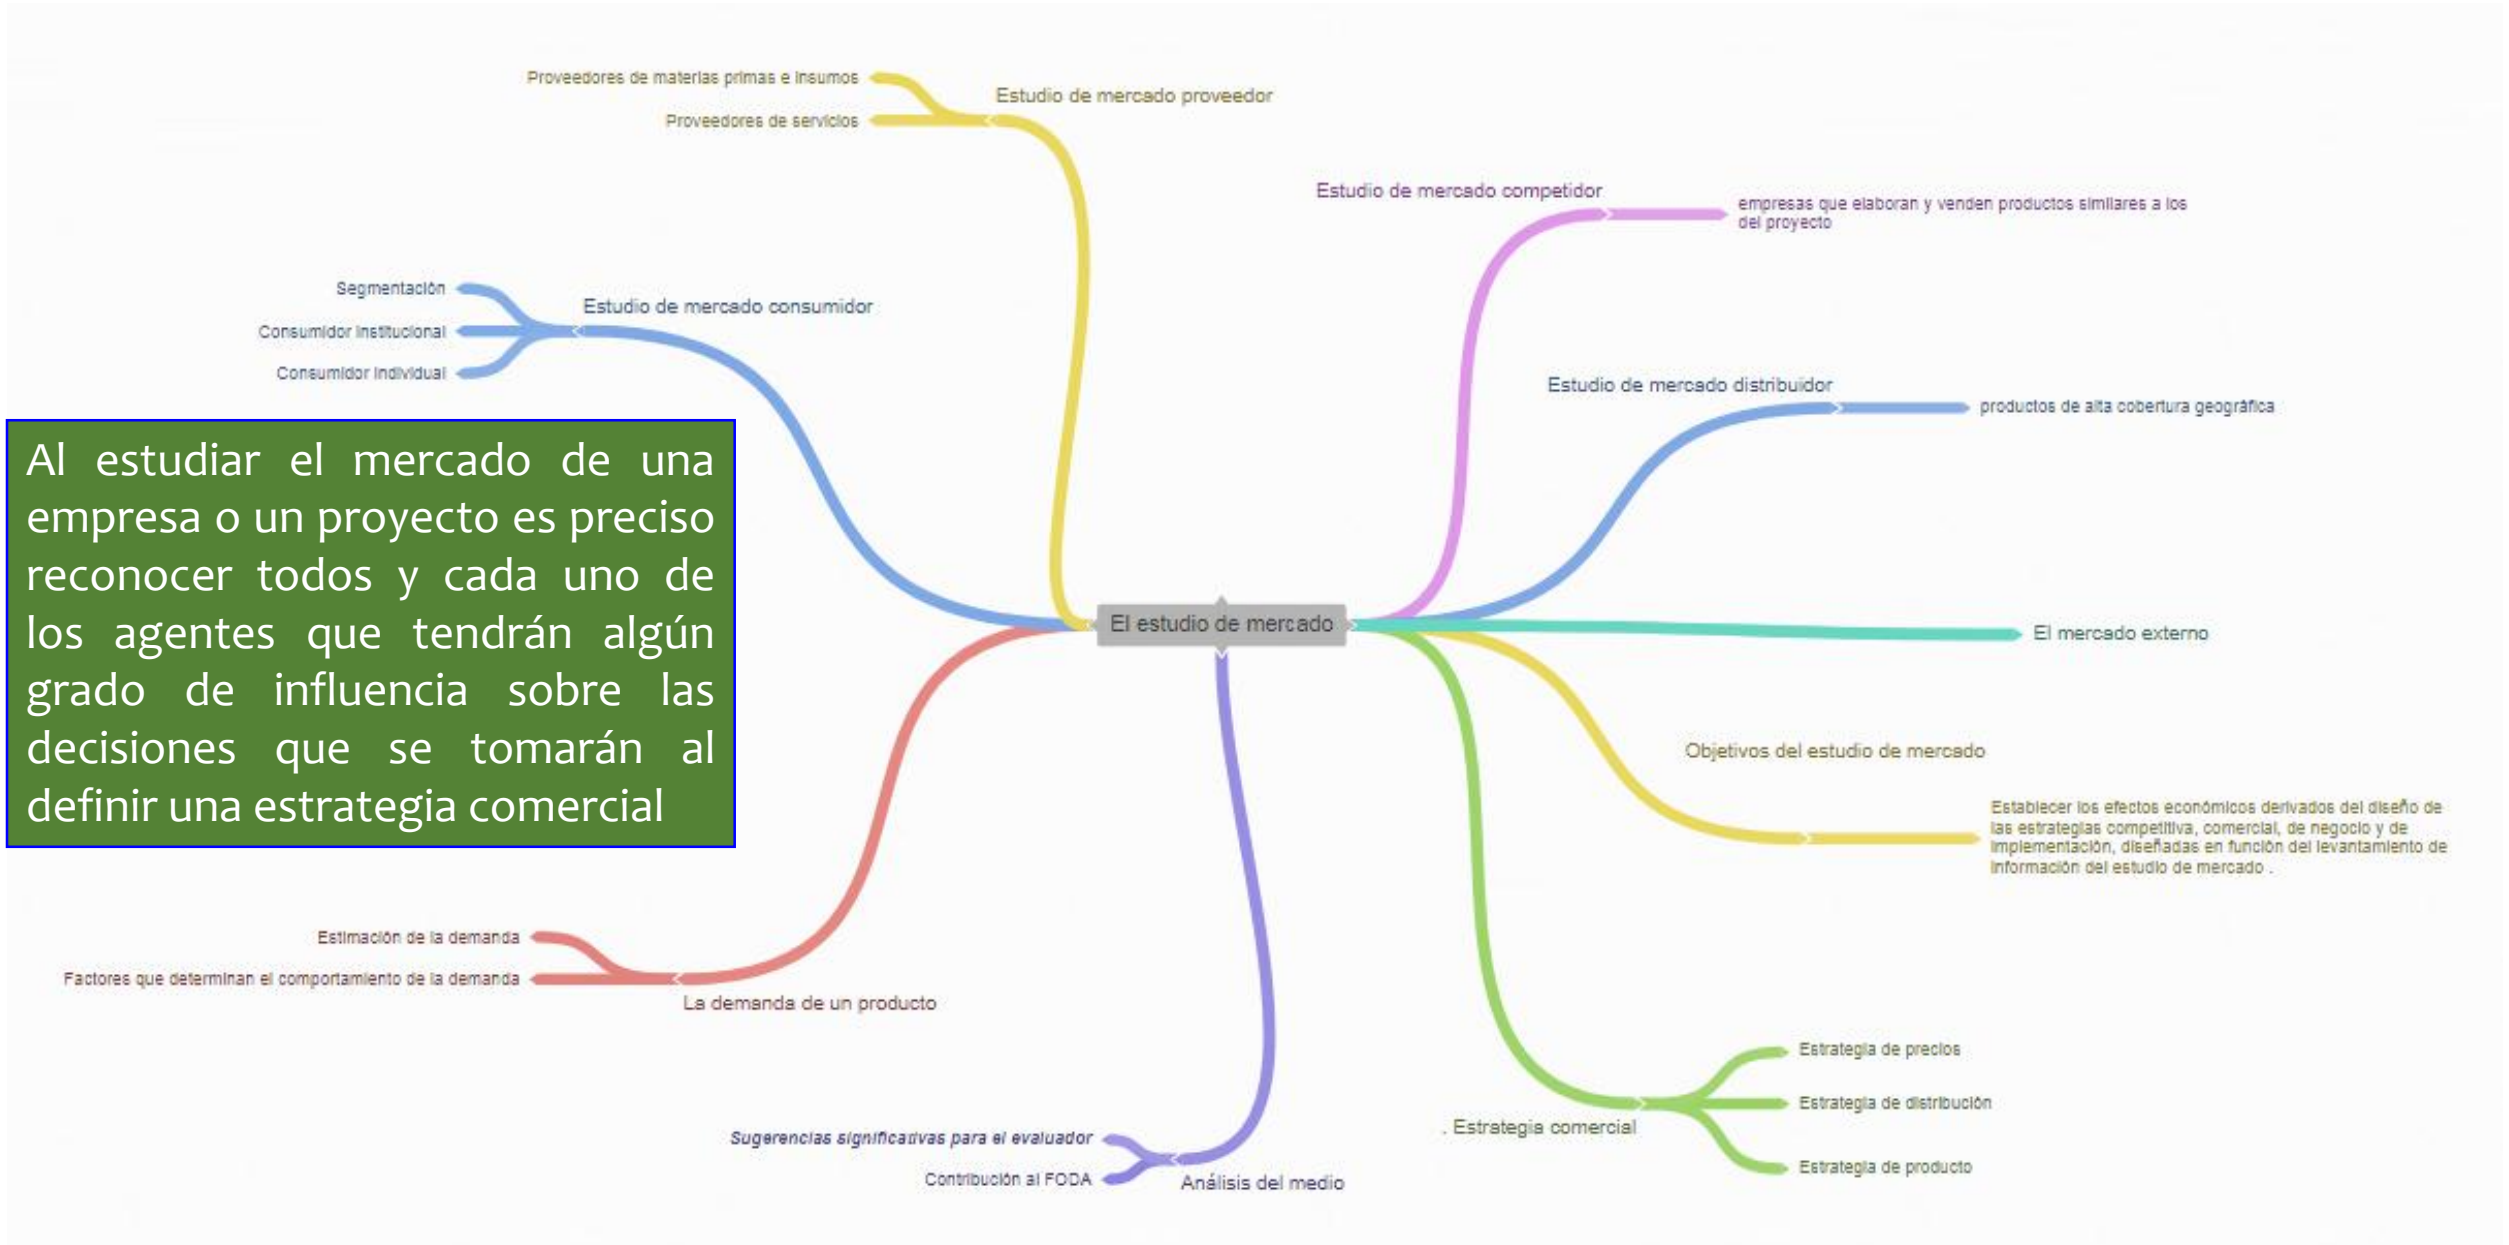 Proveedores de materias primas e insumos
Estudio de mercado proveedor
Proveedores de servicios
Segmentación
Estudio de mercado consumidor
Consumidor institucional
Consumidor individual
Al estudiar el mercado de una
empresa o un proyecto es preciso
reconocer todos y cada uno de
los agentes que tendrán algún
grado de influencia sobre las
decisiones que se tomarán al
definir una estrategia comercial
Estimación de la demanda
Factores que determinan el comportamiento de la demanda
La demanda de un producto
Sugerencias significativas para el evaluador
Contribución al FODA
Análisis del medio
El estudio de mercado
Estudio de mercado competidor
empresas que elaboran y venden productos similares a los
del proyecto
Estudio de mercado distribuidor
productos de alta cobertura geográfica
El mercado externo
Objetivos del estudio de mercado
Establecer los efectos económicos derivados del diseño de
las estrategias competitiva, comercial, de negocio y de
implementación, diseñadas en función del levantamiento de
información del estudio de mercado .
Estrategia de precios
Estrategia de distribución
. Estrategia comercial
Estrategia de producto